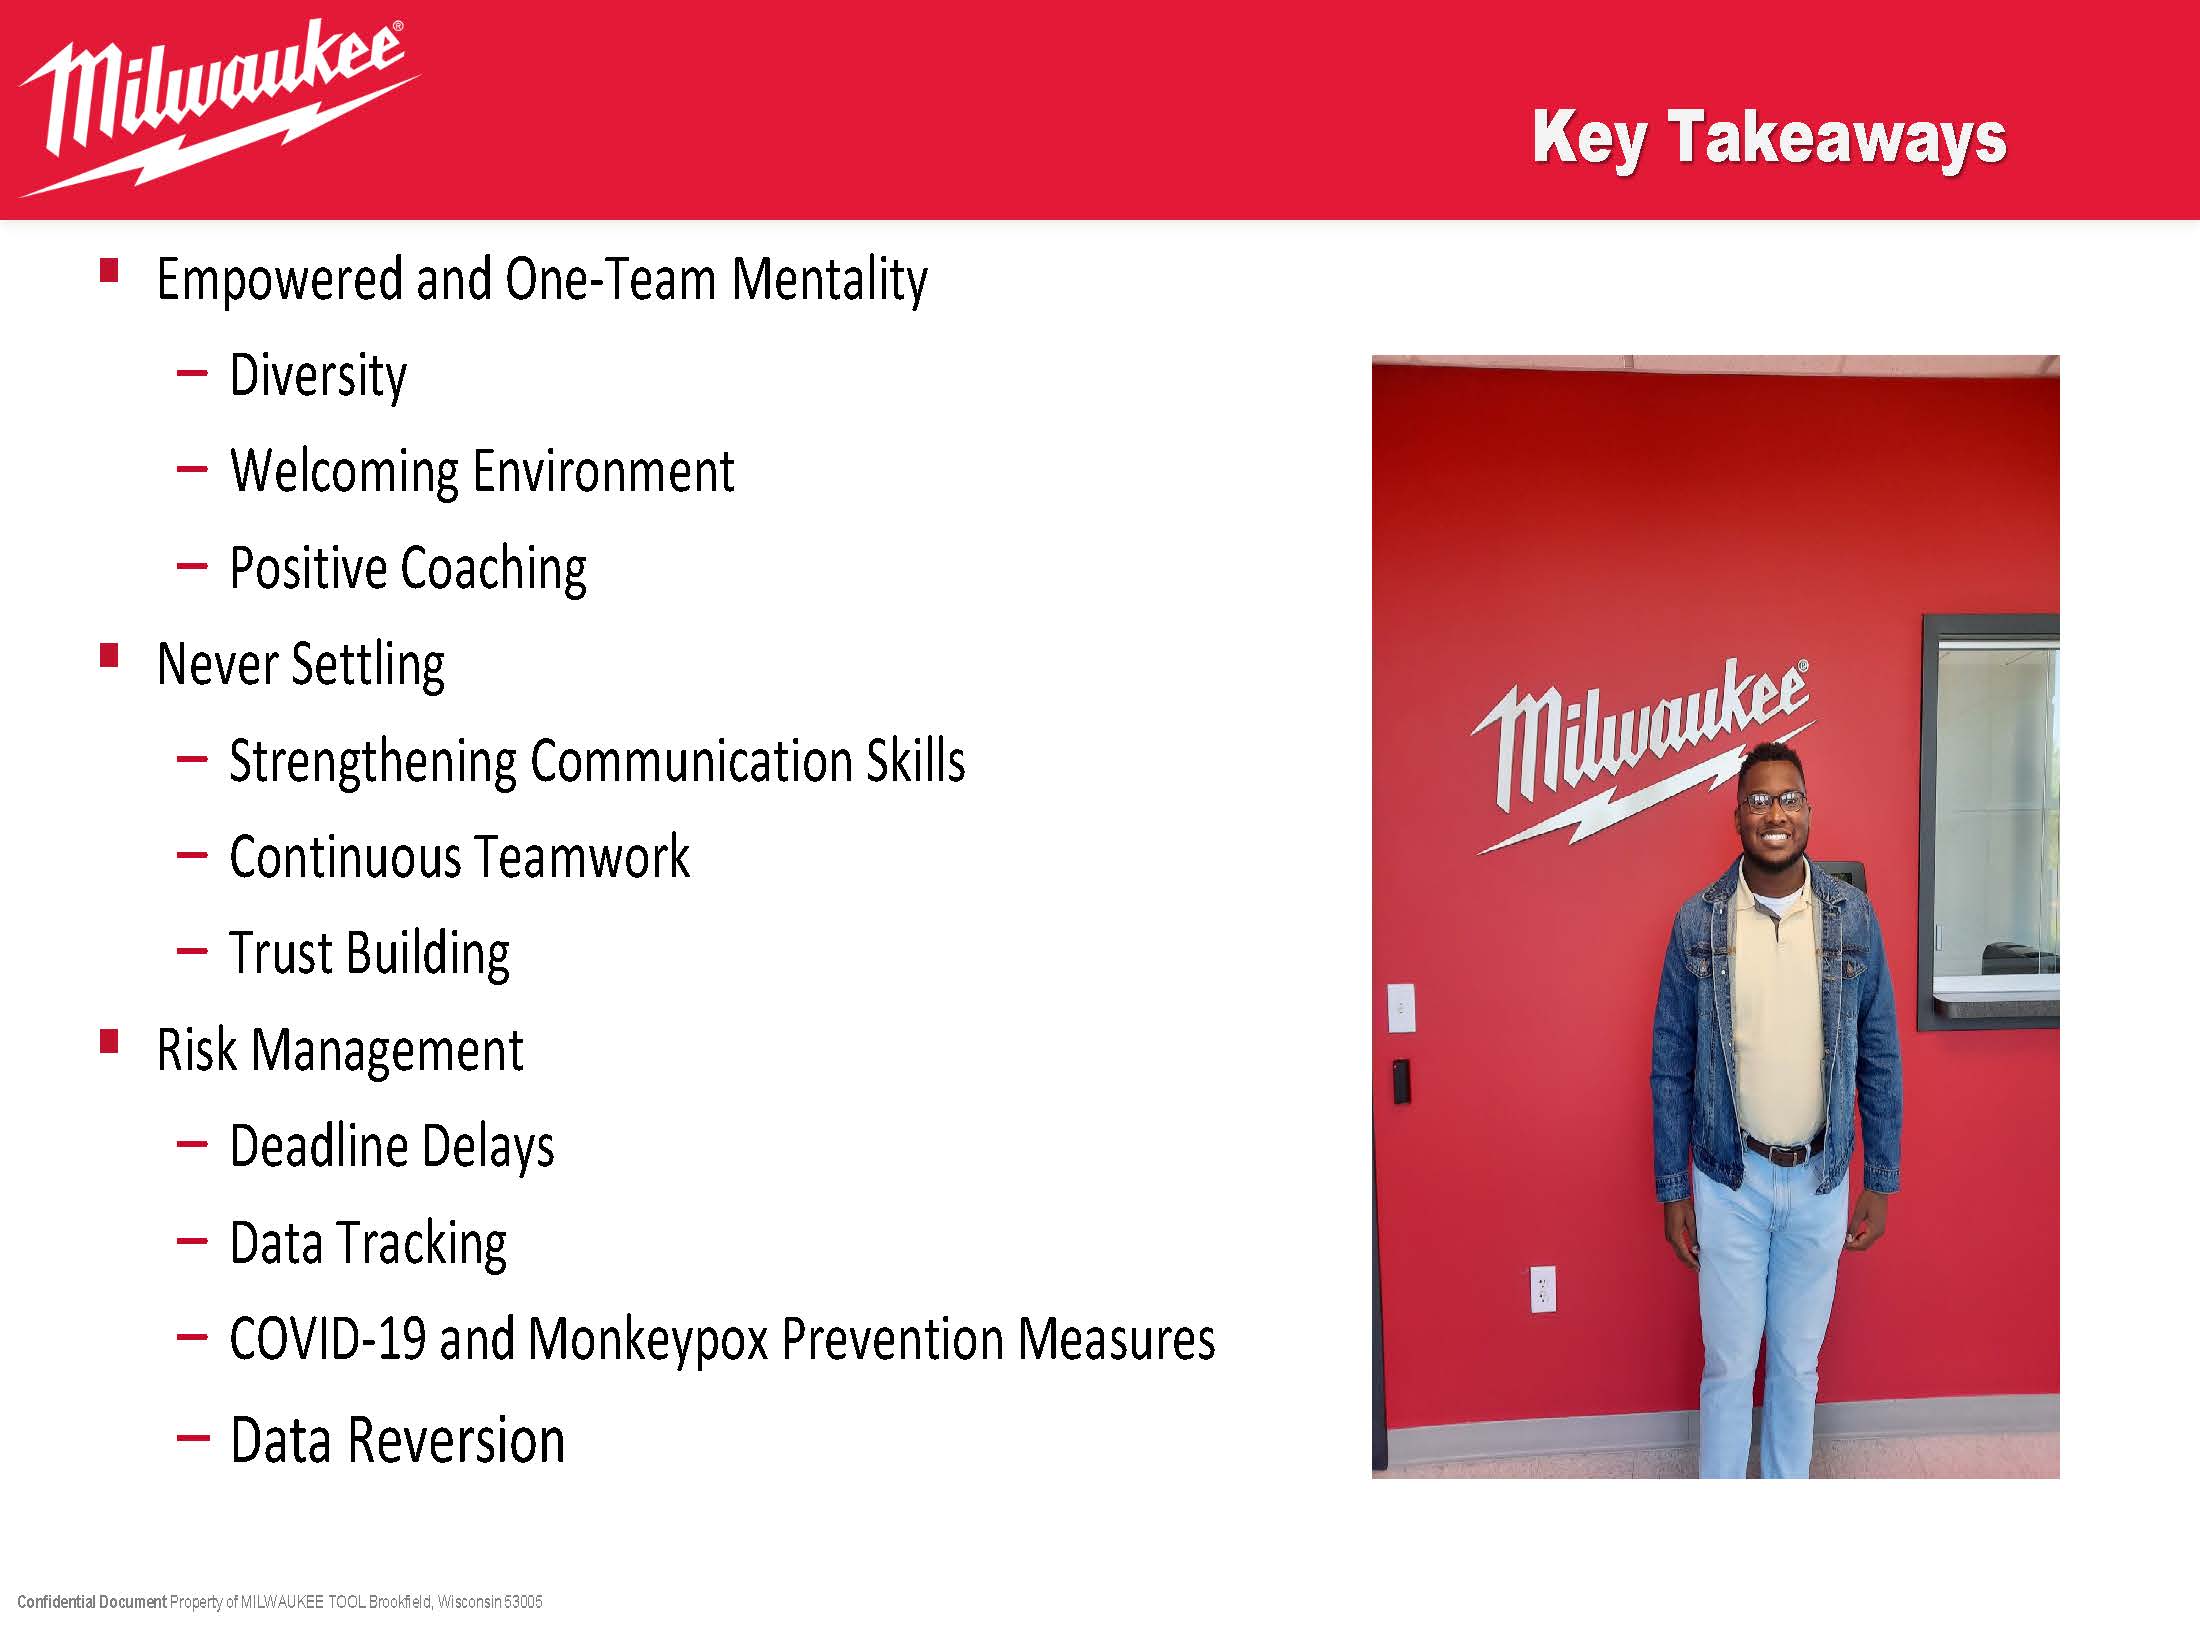 Milwaukee®
Key Takeaways
Empowered and One-Team Mentality
– Diversity
– Welcoming Environment
– Positive Coaching
Never Settling
– Strengthening Communication Skills
– Continuous Teamwork
– Trust Building
Risk Management
– Deadline Delays
– Data Tracking
– COVID-19 and Monkeypox Prevention Measures
– Data Reversion
Milwaukee®
Confidential Document Property of MILWAUKEE TOOL Brookfield, Wisconsin 53005